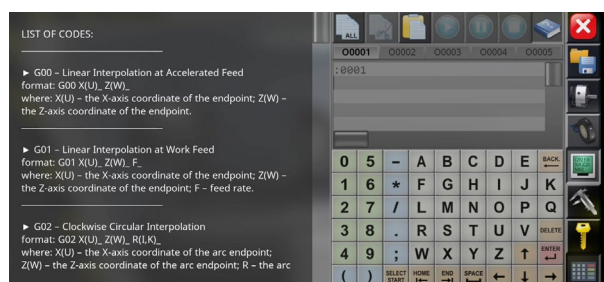 LIST OF CODES:
► G00 – Linear Interpolation at Accelerated Feed
format: G00 X(U)_ Z(W)_
where: X(U) – the X-axis coordinate of the endpoint; Z(W) –
the Z-axis coordinate of the endpoint.
► G01 – Linear Interpolation at Work Feed
format: G01 X(U)_ Z(W)_ F_
where: X(U) – the X-axis coordinate of the endpoint; Z(W) –
the Z-axis coordinate of the endpoint; F – feed rate.
► G02 – Clockwise Circular Interpolation
format: G02 X(U)_ Z(W)_ R(I,K)_
where: X(U) – the X-axis coordinate of the arc endpoint;
Z(W) – the Z-axis coordinate of the arc endpoint; R – the arc
ALL
O0001 O0002 O0003 O0004 O0005
:0001
0 5 - A B C D E BACK.
1 6 * F G H I J K
2 7 / L M N O P Q
3 8 . R S T U V DELETE
4 9 ; W X Y Z ↑ ENTER
( ) SELECT START HOME END SPACE ← ↓ →